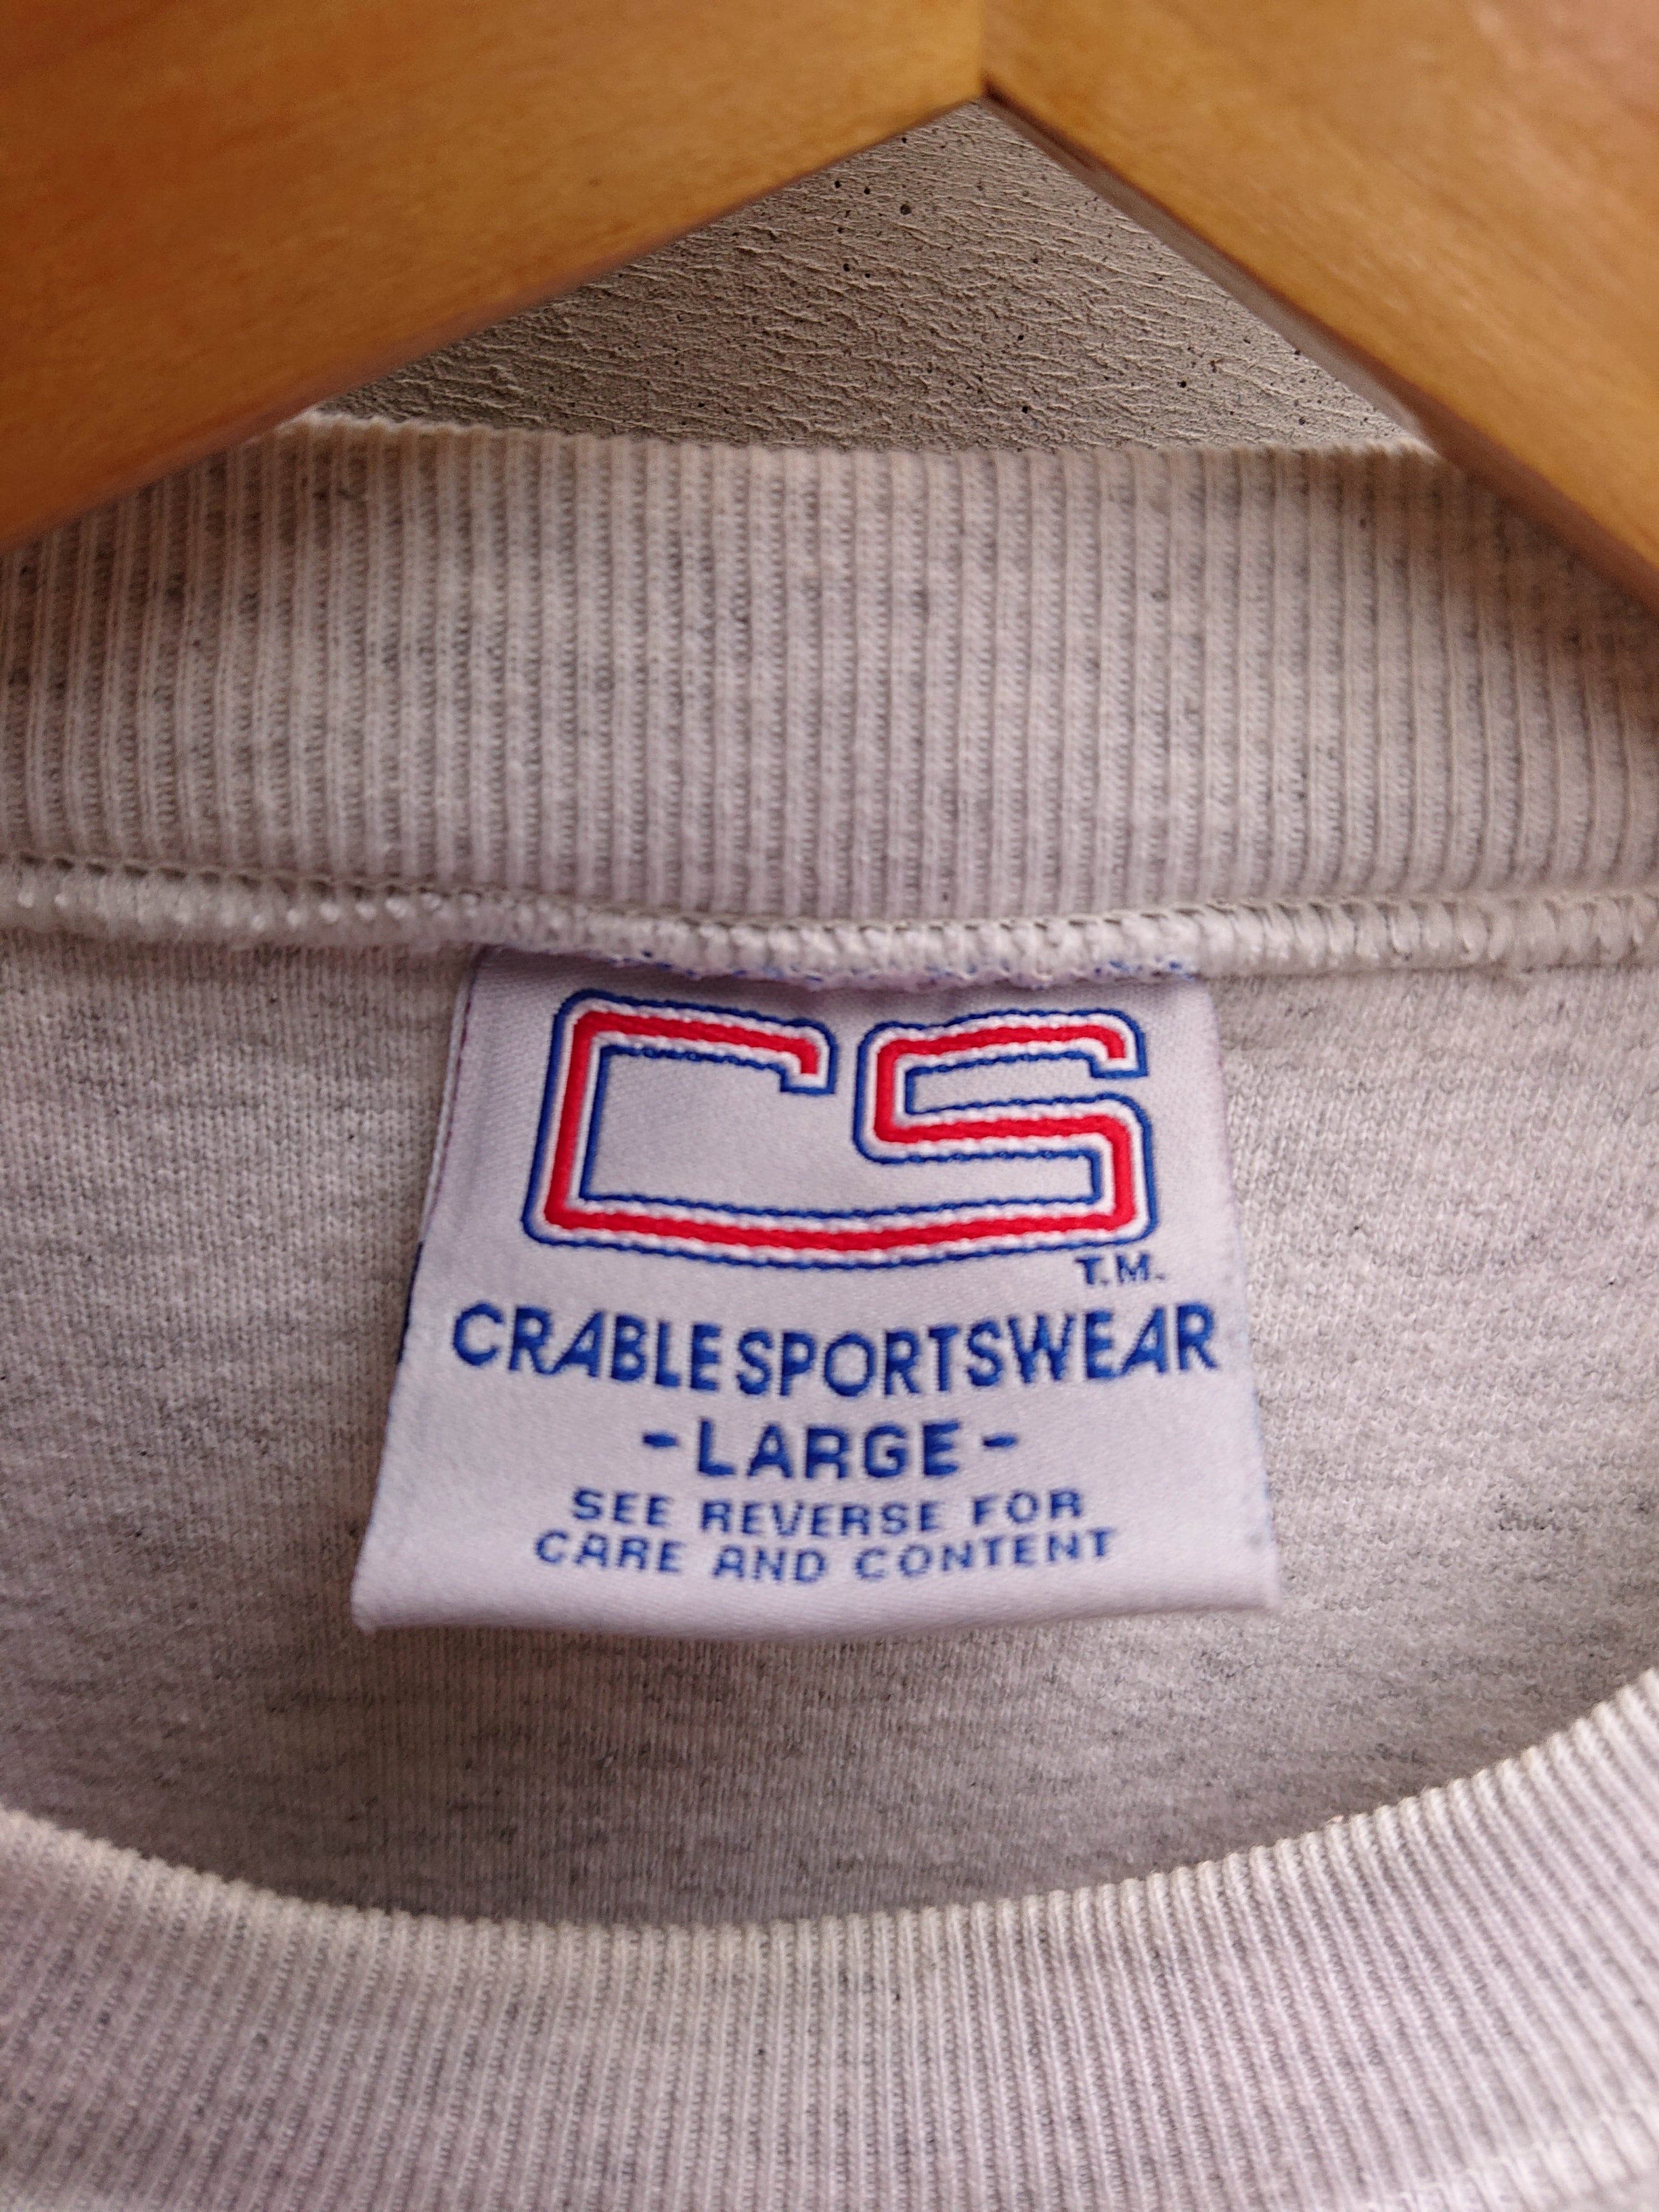 CS
T.M.
CRABLE SPORTSWEAR
-LARGE-
SEE REVERSE FOR
CARE AND CONTENT